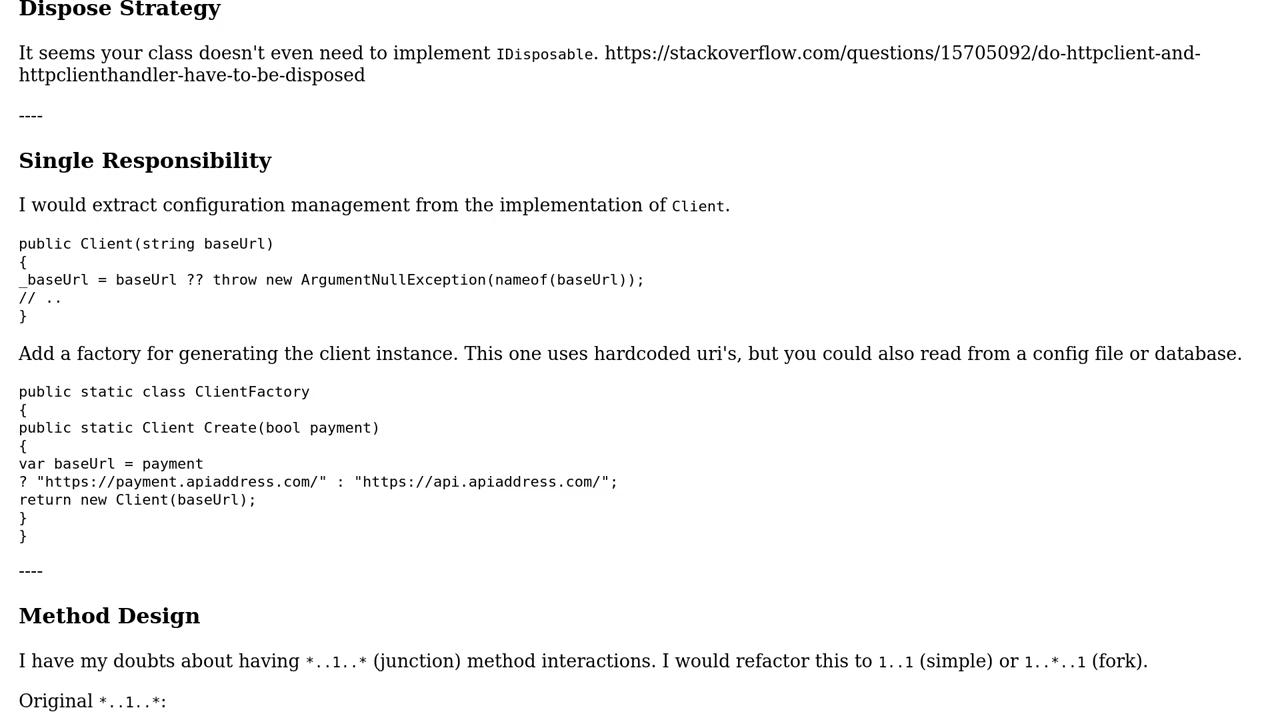 Dispose Strategy
It seems your class doesn't even need to implement IDisposable. https://stackoverflow.com/questions/15705092/do-httpclient-and-
httpclienthandler-have-to-be-disposed
----
Single Responsibility
I would extract configuration management from the implementation of Client.
public Client(string baseUrl)
{
_baseUrl = baseUrl ?? throw new ArgumentNullException(nameof(baseUrl));
// ..
}
Add a factory for generating the client instance. This one uses hardcoded uri's, but you could also read from a config file or database.
public static class ClientFactory
{
public static Client Create(bool payment)
{
var baseUrl = payment
? "https://payment.apiaddress.com/" : "https://api.apiaddress.com/";
return new Client(baseUrl);
}
}
----
Method Design
I have my doubts about having *..1..* (junction) method interactions. I would refactor this to 1..1 (simple) or 1..*..1 (fork).
Original *..1..*: